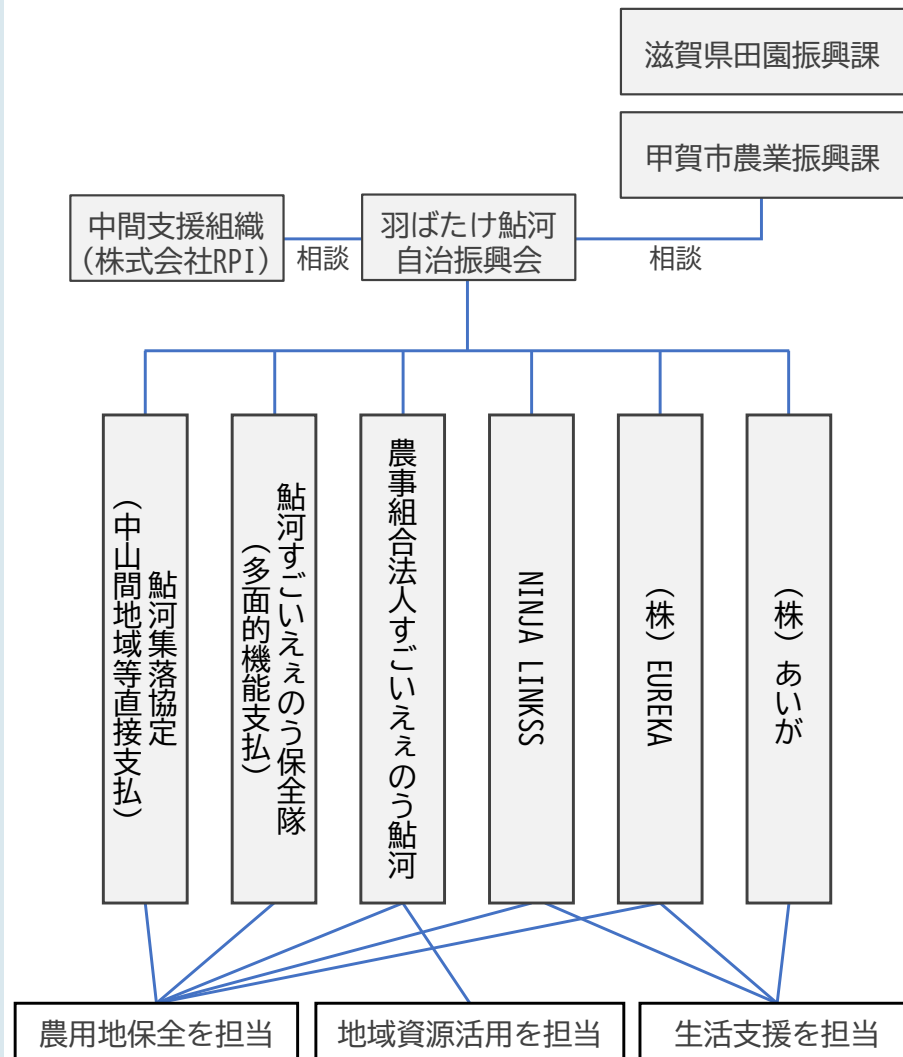 滋賀県田園振興課
甲賀市農業振興課
中間支援組織
(株式会社RPI)
相談
羽ばたけ鮎河
自治振興会
相談
鮎河集落協定
(中山間地域等直接支払)
鮎河すごいえぇのう保全隊
(多面的機能支払)
農事組合法人すごいえぇのう鮎河
NINJA LINKSS
(株) EUREKA
(株) あいが
農用地保全を担当
地域資源活用を担当
生活支援を担当